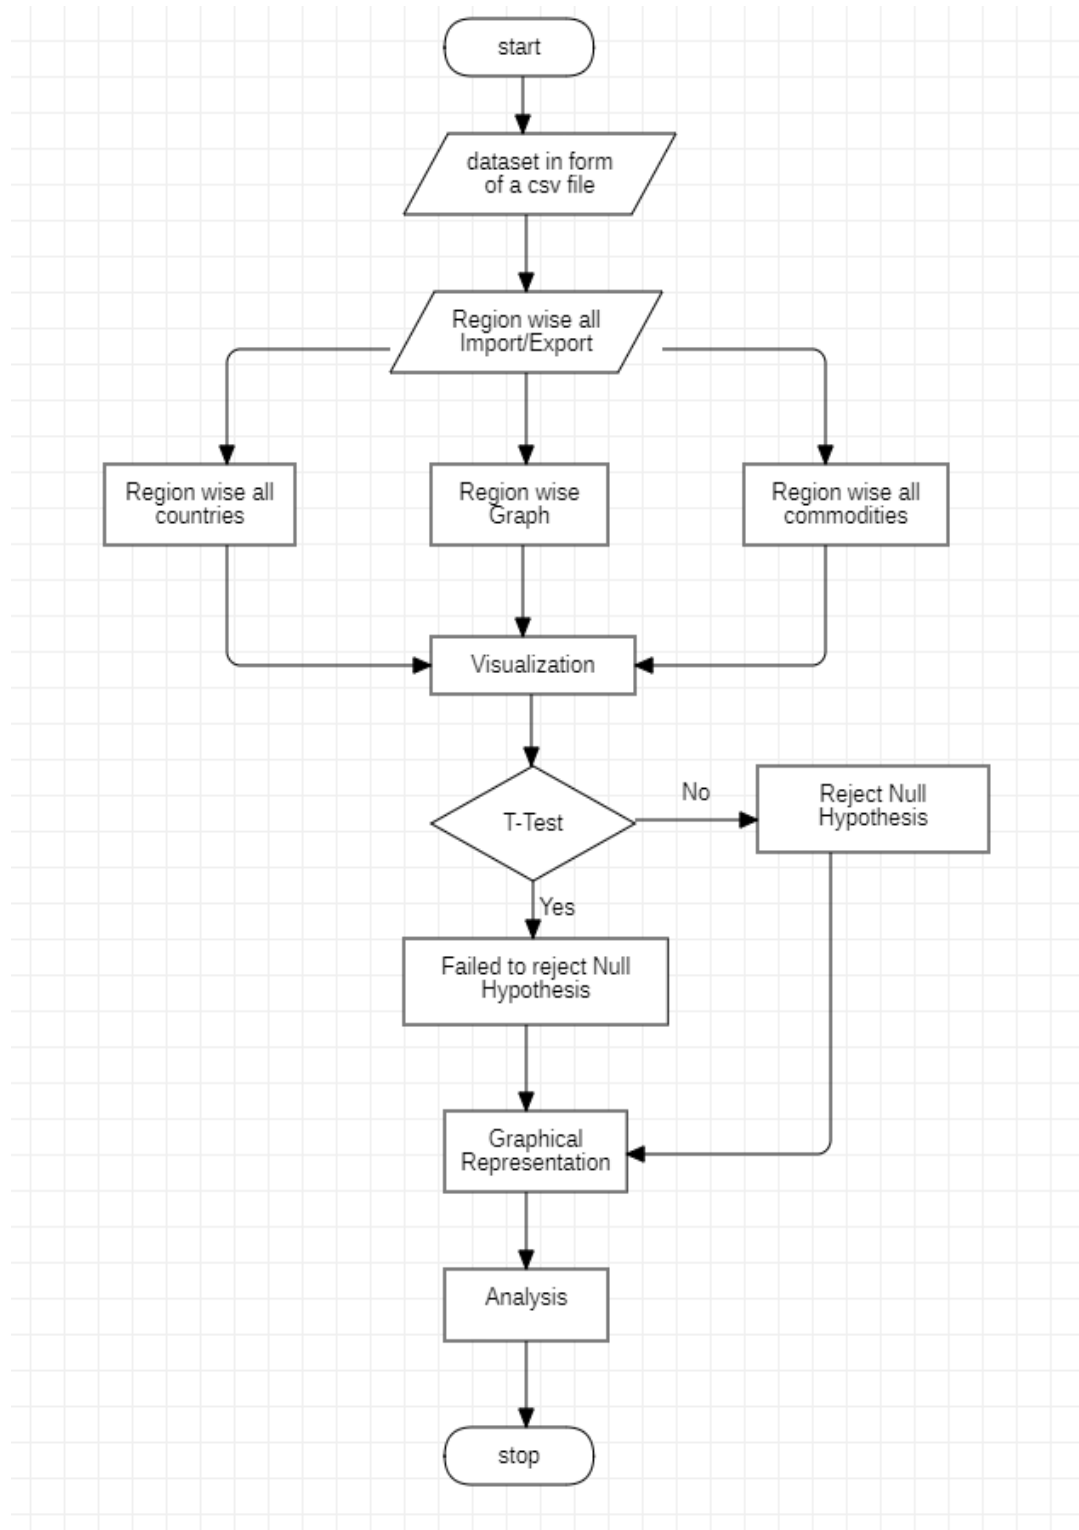 start
dataset in form
of a csv file
Region wise all
Import/Export
Region wise all
countries
Region wise
Graph
Region wise all
commodities
Visualization
T-Test
No
Reject Null
Hypothesis
Yes
Failed to reject Null
Hypothesis
Graphical
Representation
Analysis
stop